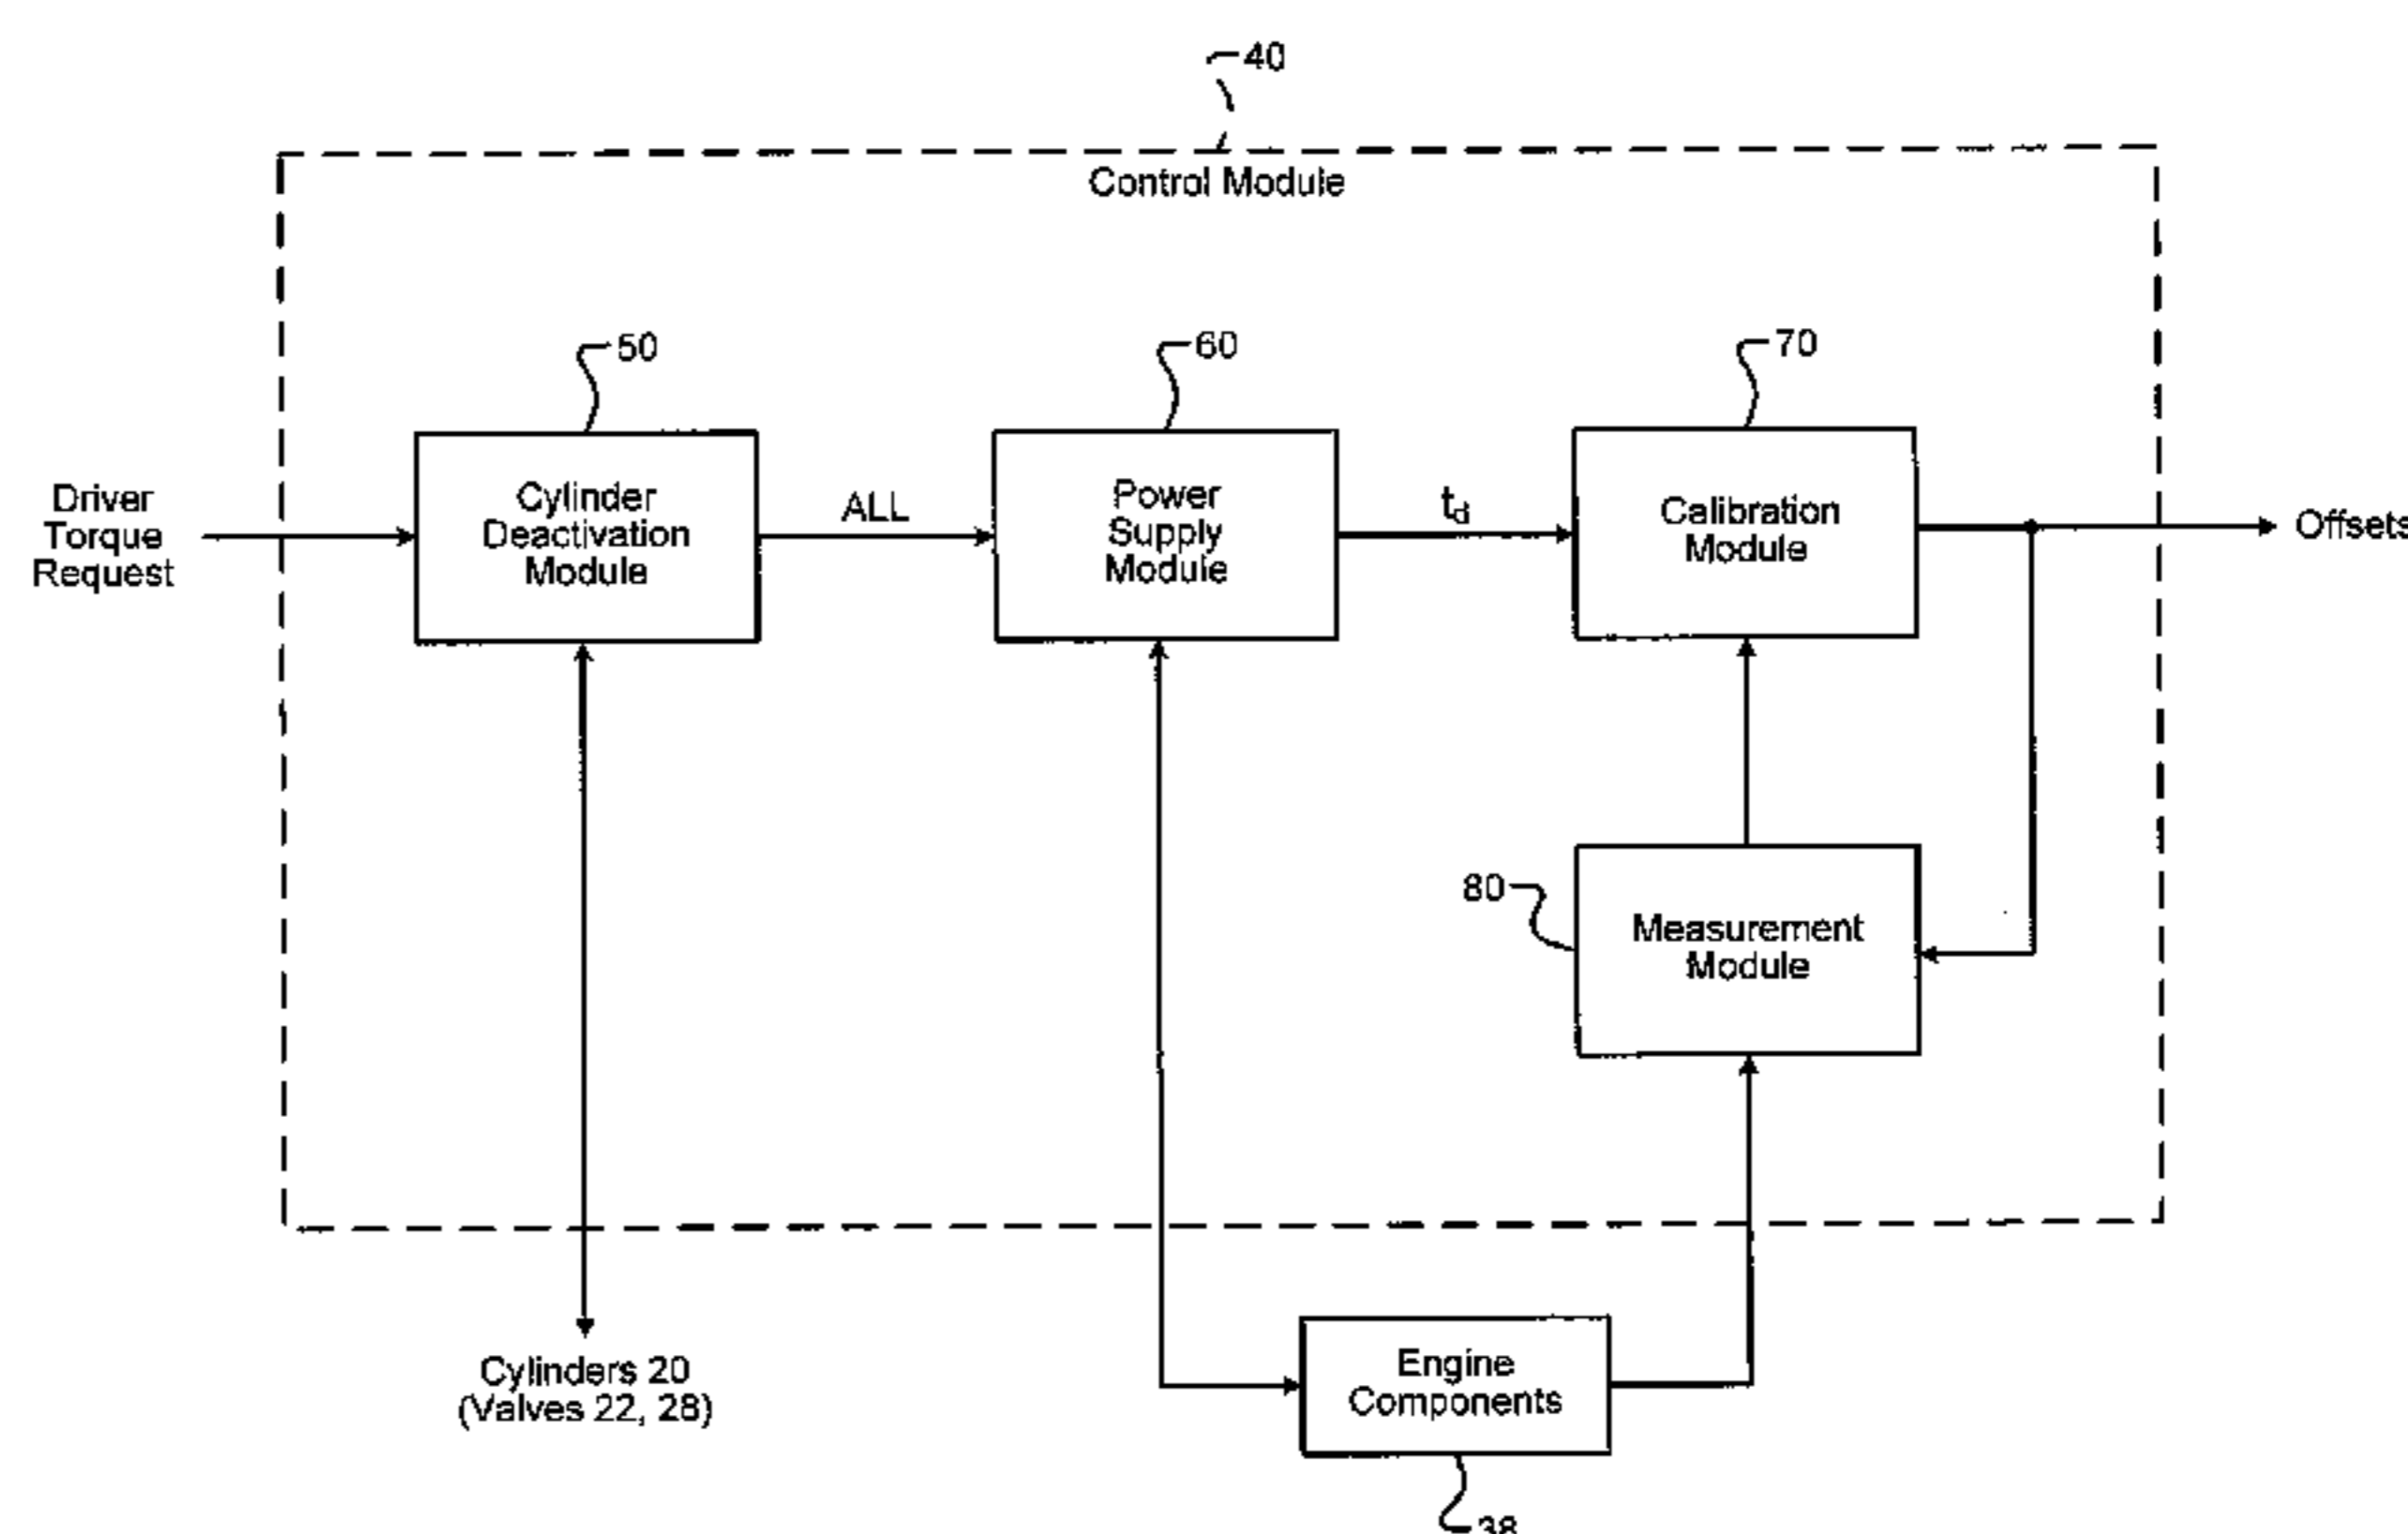 40
Control Module
50
60
70
Driver
Torque
Request
Cylinder
Deactivation
Module
ALL
Power
Supply
Module
td
Calibration
Module
Offsets
80
Measurement
Module
Cylinders 20
(Valves 22, 28)
Engine
Components
38